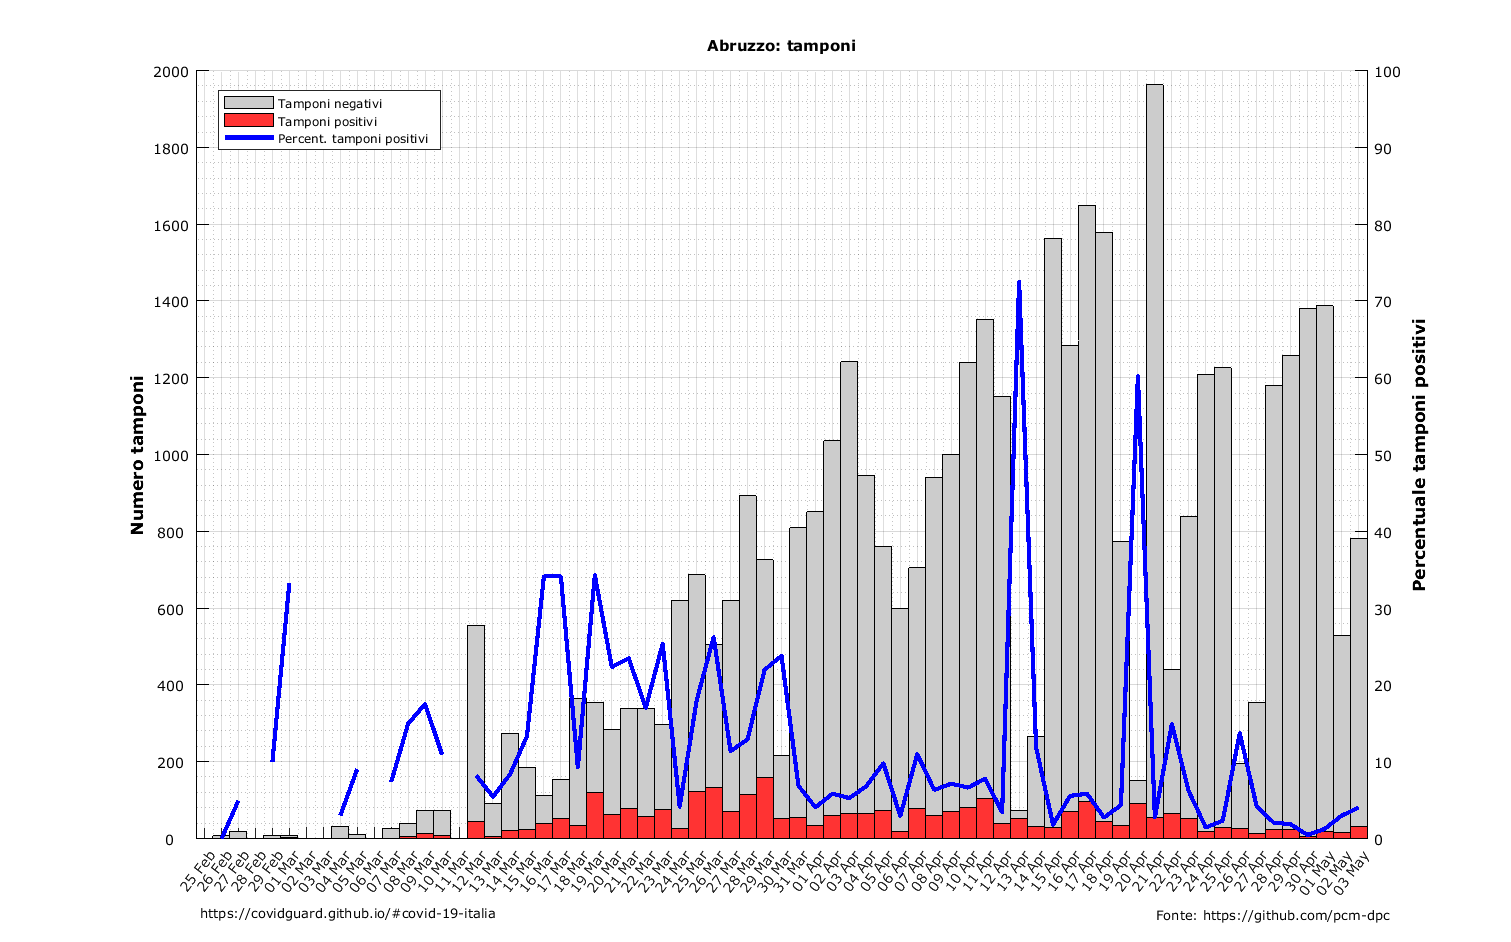 Abruzzo: tamponi
Tamponi negativi
Tamponi positivi
Percent. tamponi positivi
Numero tamponi
2000
1800
1600
1400
1200
1000
800
600
400
200
0
Percentuale tamponi positivi
100
90
80
70
60
50
40
30
20
10
0
25 Feb
26 Feb
27 Feb
28 Feb
29 Feb
01 Mar
02 Mar
03 Mar
04 Mar
05 Mar
06 Mar
07 Mar
08 Mar
09 Mar
10 Mar
11 Mar
12 Mar
13 Mar
14 Mar
15 Mar
16 Mar
17 Mar
18 Mar
19 Mar
20 Mar
21 Mar
22 Mar
23 Mar
24 Mar
25 Mar
26 Mar
27 Mar
28 Mar
29 Mar
30 Mar
31 Mar
01 Apr
02 Apr
03 Apr
04 Apr
05 Apr
06 Apr
07 Apr
08 Apr
09 Apr
10 Apr
11 Apr
12 Apr
13 Apr
14 Apr
15 Apr
16 Apr
17 Apr
18 Apr
19 Apr
20 Apr
21 Apr
22 Apr
23 Apr
24 Apr
25 Apr
26 Apr
27 Apr
28 Apr
29 Apr
30 Apr
01 May
02 May
03 May
https://covidguard.github.io/#covid-19-italia
Fonte: https://github.com/pcm-dpc